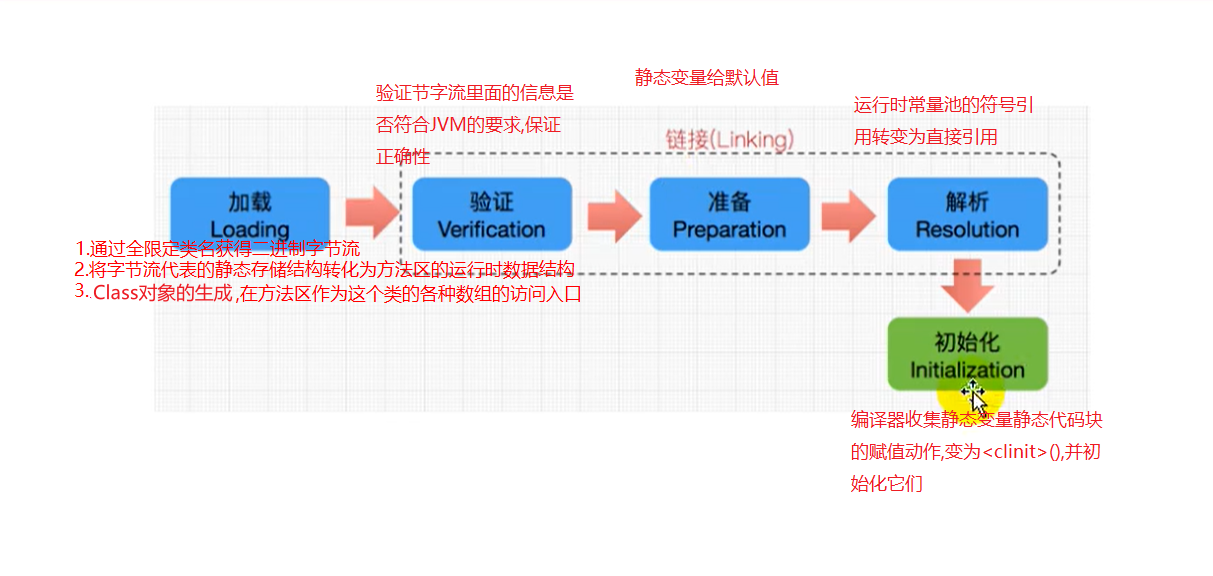 静态变量给默认值
验证节字流里面的信息是
否符合JVM的要求,保证
正确性
运行时常量池的符号引
用转变为直接引用
链接(Linking)
加载
Loading
验证
Verification
准备
Preparation
解析
Resolution
1.通过全限定类名获得二进制字节流
2.将字节流代表的静态存储结构转化为方法区的运行时数据结构
3..Class对象的生成,在方法区作为这个类的各种数组的访问入口
初始化
Initialization
编译器收集静态变量静态代码块
的赋值动作,变为<clinit>(),并初
始化它们